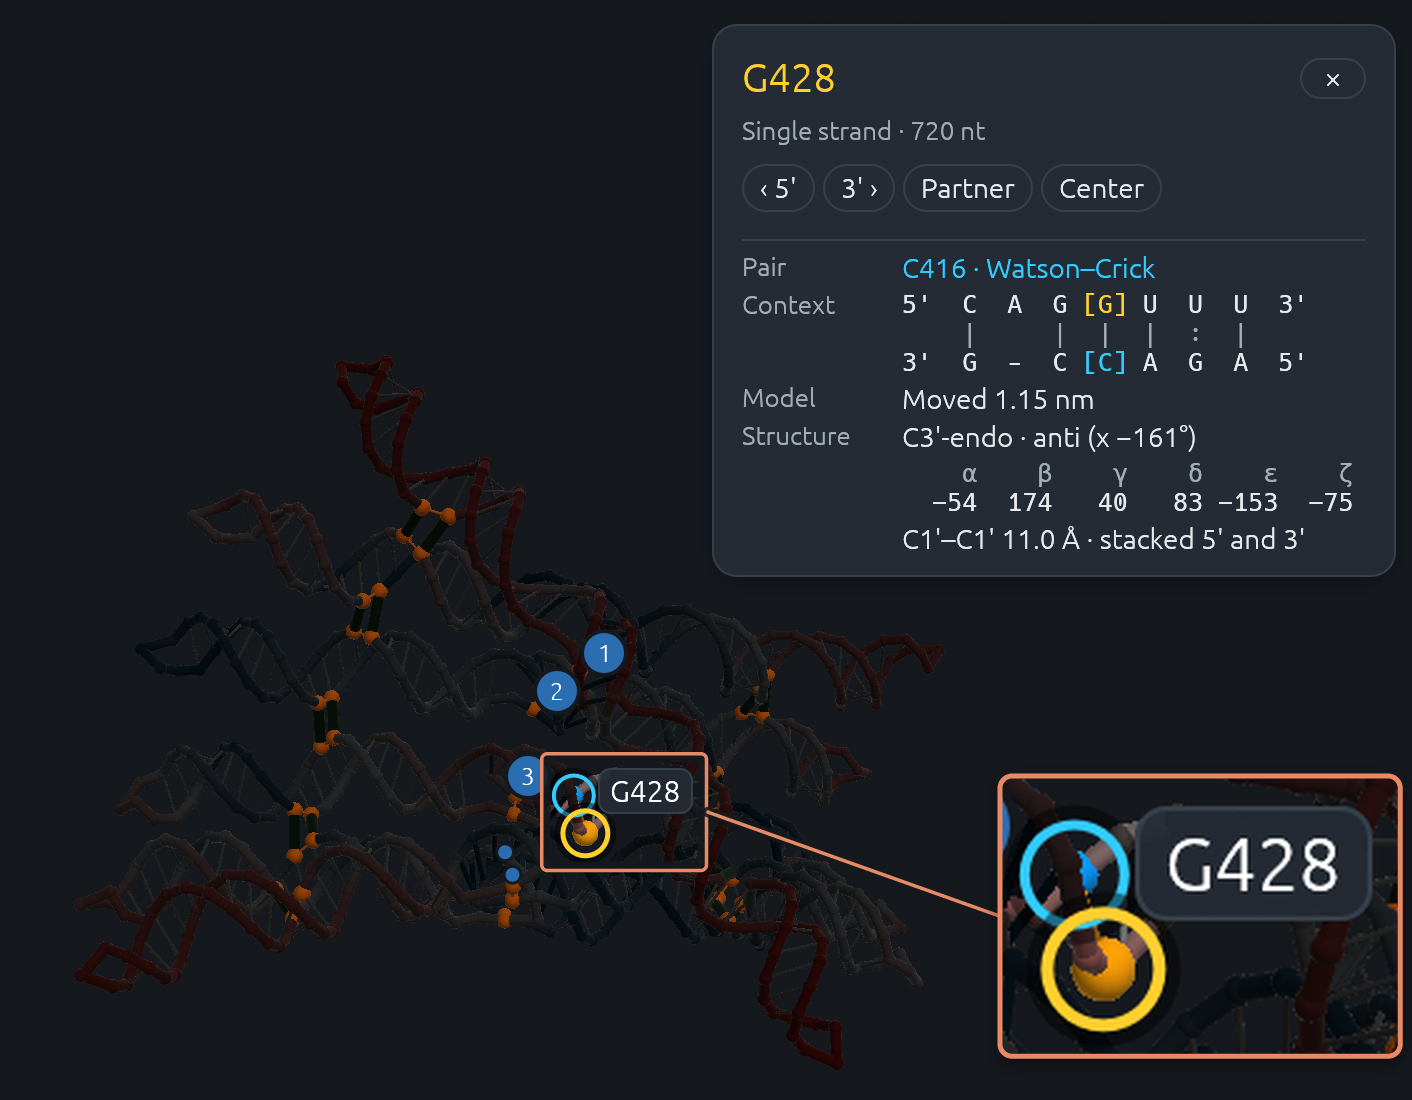 G428
×
Single strand · 720 nt
‹ 5' 3' › Partner Center
Pair C416 · Watson–Crick
Context 5' C A G [G] U U U 3'
| | | | : |
3' G – C [C] A G A 5'
Model Moved 1.15 nm
Structure C3'-endo · anti (χ −161°)
α β γ δ ε ζ
−54 174 40 83 −153 −75
C1'–C1' 11.0 Å · stacked 5' and 3'
1
2
3
G428
G428